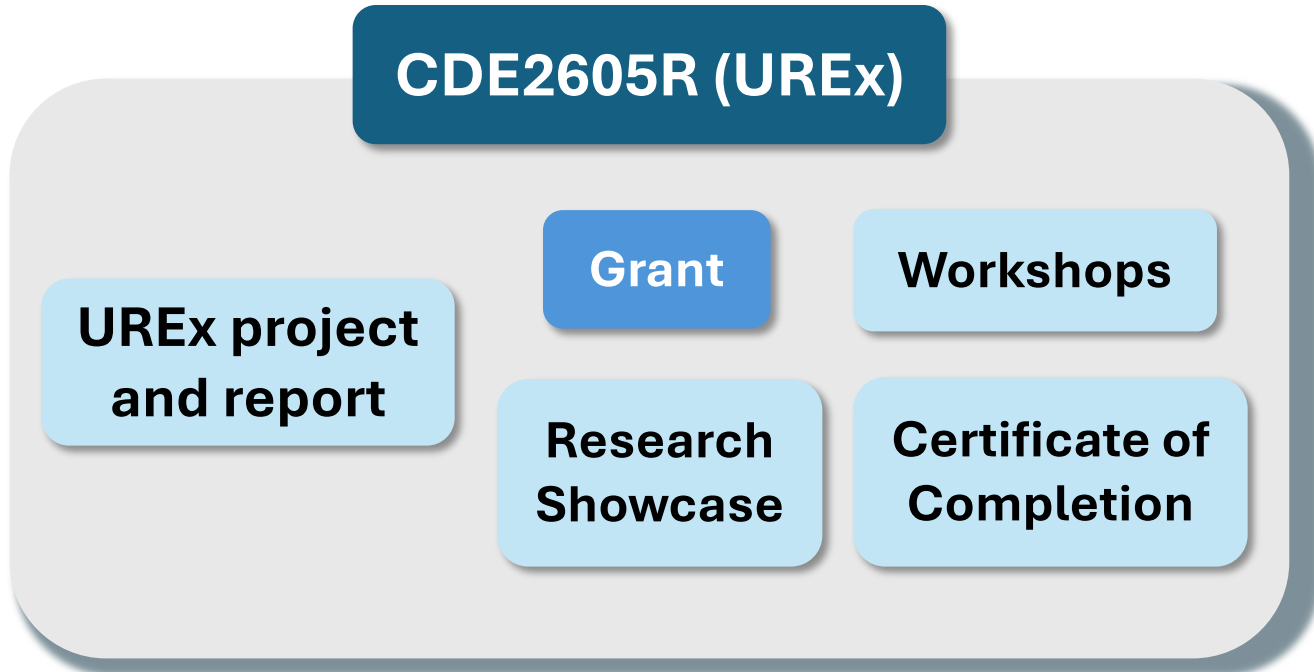 CDE2605R (UREx)
UREx project
and report
Grant
Workshops
Research
Showcase
Certificate of
Completion